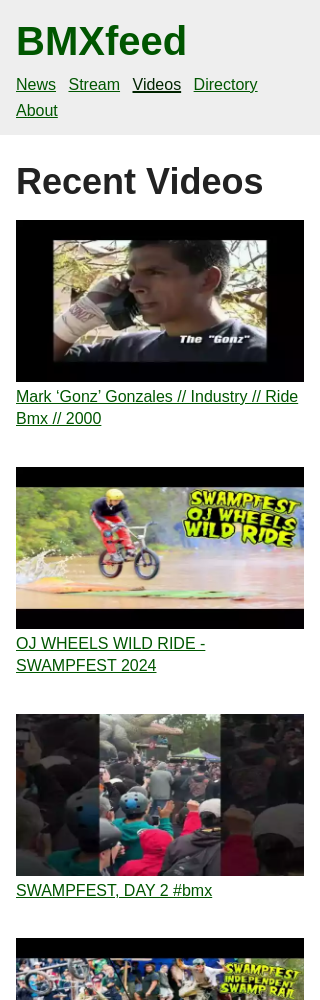 BMXfeed
News Stream Videos Directory
About
Recent Videos
The "Gonz"
Mark ‘Gonz’ Gonzales // Industry // Ride
Bmx // 2000
SWAMPFEST
OJ WHEELS
WILD RIDE
OJ WHEELS WILD RIDE -
SWAMPFEST 2024
SWAMPFEST, DAY 2 #bmx
SWAMPFEST
INDEPENDENT
SWAMP RAIL